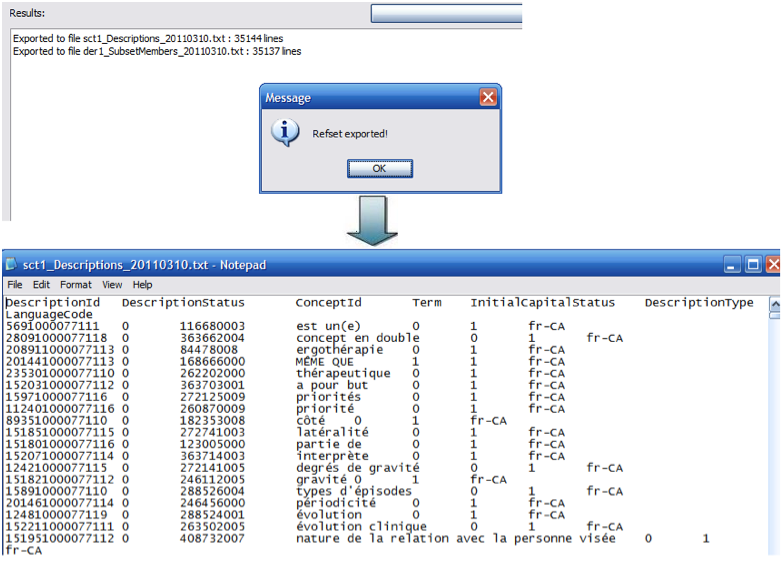 Results:
Exported to file sct1_Descriptions_20110310.txt : 35144 lines
Exported to file der1_SubsetMembers_20110310.txt : 35137 lines
Message
Refset exported!
OK
sct1_Descriptions_20110310.txt - Notepad
File Edit Format View Help
DescriptionId DescriptionStatus ConceptId Term InitialCapitalStatus DescriptionType
LanguageCode
5691000077111 0 116680003 est un(e) 0 1 fr-CA
28091000077118 0 363662004 concept en double 0 1 fr-CA
208911000077113 0 84478008 ergothérapie 0 1 fr-CA
201441000077113 0 168666000 MÊME QUE 1 1 fr-CA
235301000077110 0 262202000 thérapeutique 0 1 fr-CA
152031000077112 0 363703001 a pour but 0 1 fr-CA
15971000077116 0 272125009 priorités 0 1 fr-CA
112401000077116 0 260870009 priorité 0 1 fr-CA
89351000077110 0 182353008 côté 0 1 fr-CA
151851000077115 0 272741003 latéralité 0 1 fr-CA
151801000077116 0 123005000 partie de 0 1 fr-CA
152071000077114 0 363714003 interprète 0 1 fr-CA
12421000077115 0 272141005 degrés de gravité 0 1 fr-CA
151821000077112 0 246112005 gravité 0 1 fr-CA
15891000077110 0 288526004 types d'épisodes 0 1 fr-CA
201461000077114 0 246456000 périodicité 0 1 fr-CA
12481000077119 0 288524001 évolution 0 1 fr-CA
152211000077111 0 263502005 évolution clinique 0 1 fr-CA
151951000077112 0 408732007 nature de la relation avec la personne visée 0 1
fr-CA